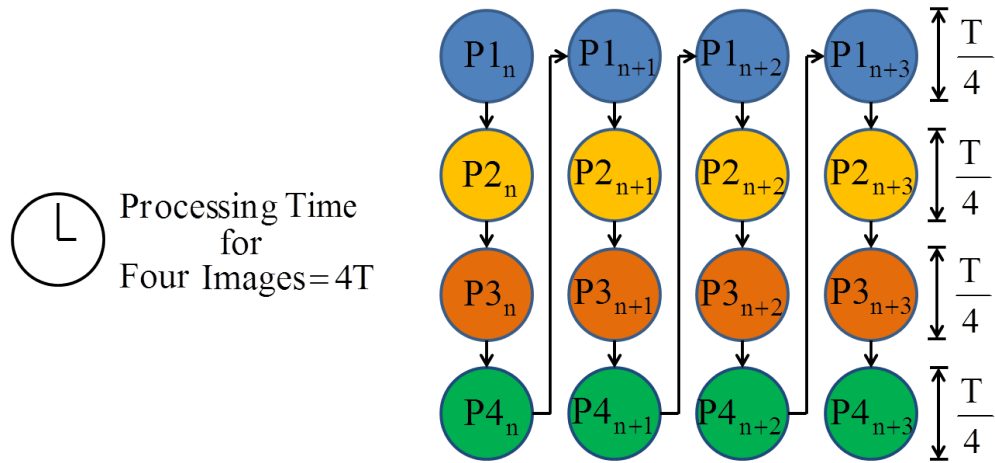 P1n P1n+1 P1n+2 P1n+3 T/4
P2n P2n+1 P2n+2 P2n+3 T/4
Processing Time
for
Four Images=4T
P3n P3n+1 P3n+2 P3n+3 T/4
P4n P4n+1 P4n+2 P4n+3 T/4